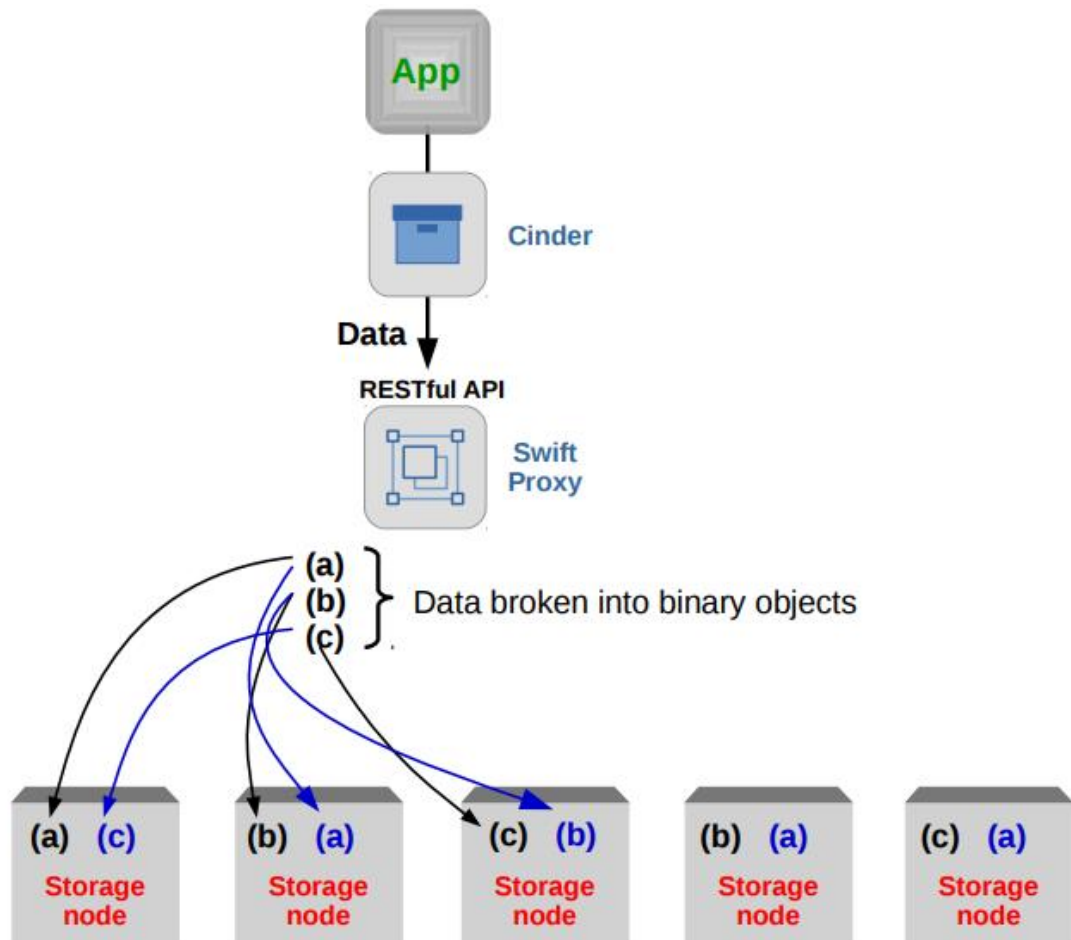 App
Cinder
Data
RESTful API
Swift
Proxy
(a)
(b)
(c)
Data broken into binary objects
(a) (c)
Storage
node
(b) (a)
Storage
node
(c) (b)
Storage
node
(b) (a)
Storage
node
(c) (a)
Storage
node